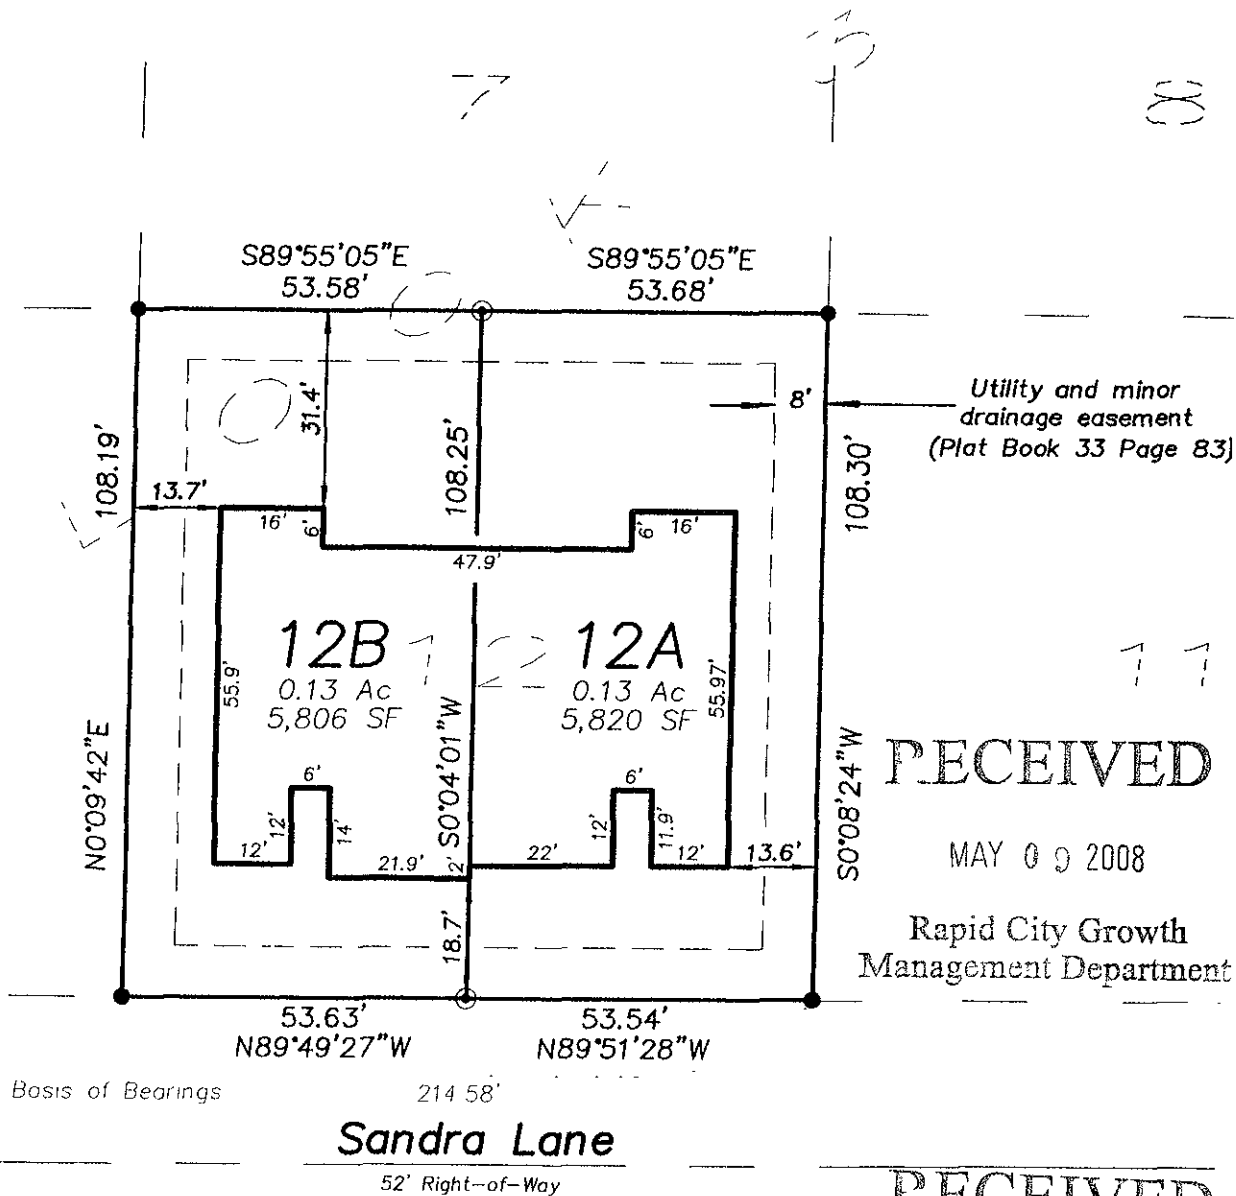 7
8
S89°55'05"E
53.58'
S89°55'05"E
53.68'
31.4'
108.25'
8'
Utility and minor
drainage easement
(Plat Book 33 Page 83)
108.19'
13.7'
108.30'
16'
6'
6'
16'
47.9'
12B
0.13 Ac
5,806 SF
12
12A
0.13 Ac
5,820 SF
11
55.9'
55.97'
N0°09'42"E
S0°04'01"W
S0°08'24"W
RECEIVED
MAY 09 2008
Rapid City Growth
Management Department
6'
12'
14'
12'
21.9'
2'
6'
12'
11.9'
22'
12'
13.6'
18.7'
53.63'
N89°49'27"W
53.54'
N89°51'28"W
Basis of Bearings
214 58'
Sandra Lane
52' Right-of-Way
RECEIVED